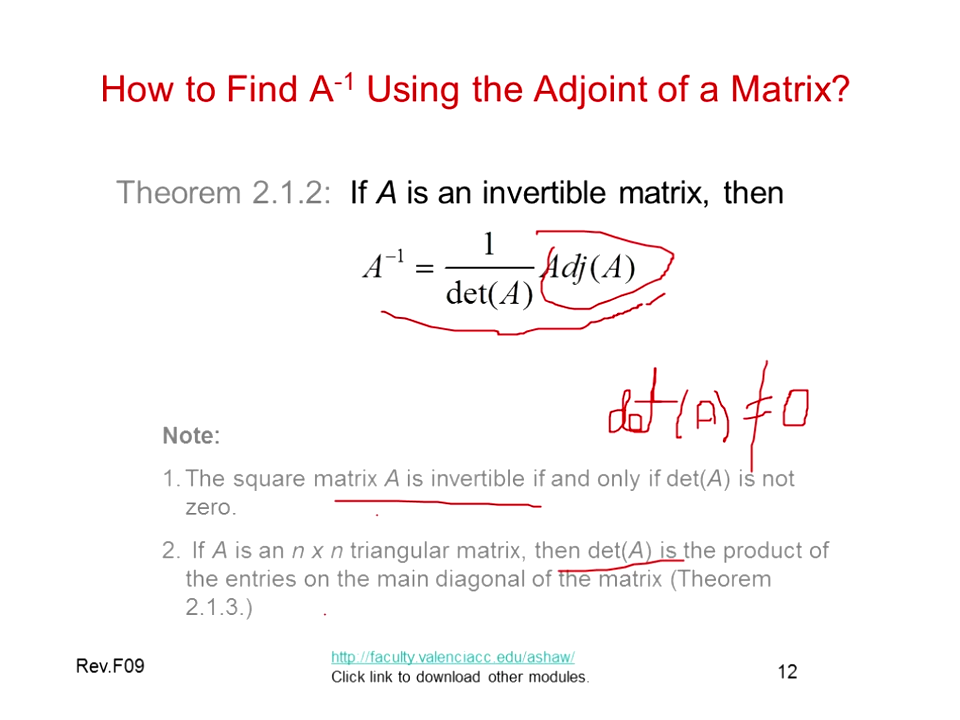 How to Find A⁻¹ Using the Adjoint of a Matrix?
Theorem 2.1.2: If A is an invertible matrix, then
A⁻¹ = 1/det(A) Adj(A)
det(A) ≠ 0
Note:
1. The square matrix A is invertible if and only if det(A) is not
zero.
2. If A is an n x n triangular matrix, then det(A) is the product of
the entries on the main diagonal of the matrix (Theorem
2.1.3.)
Rev.F09
http://faculty.valenciacc.edu/ashaw/
Click link to download other modules.
12